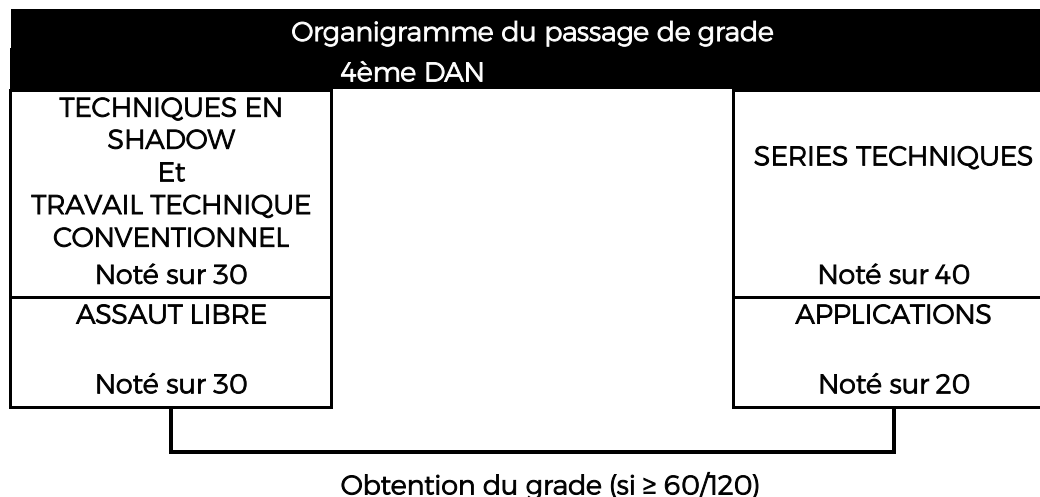 Organigramme du passage de grade
4ème DAN
TECHNIQUES EN
SHADOW
Et
TRAVAIL TECHNIQUE
CONVENTIONNEL
Noté sur 30
SERIES TECHNIQUES
Noté sur 40
ASSAUT LIBRE
Noté sur 30
APPLICATIONS
Noté sur 20
Obtention du grade (si ≥ 60/120)